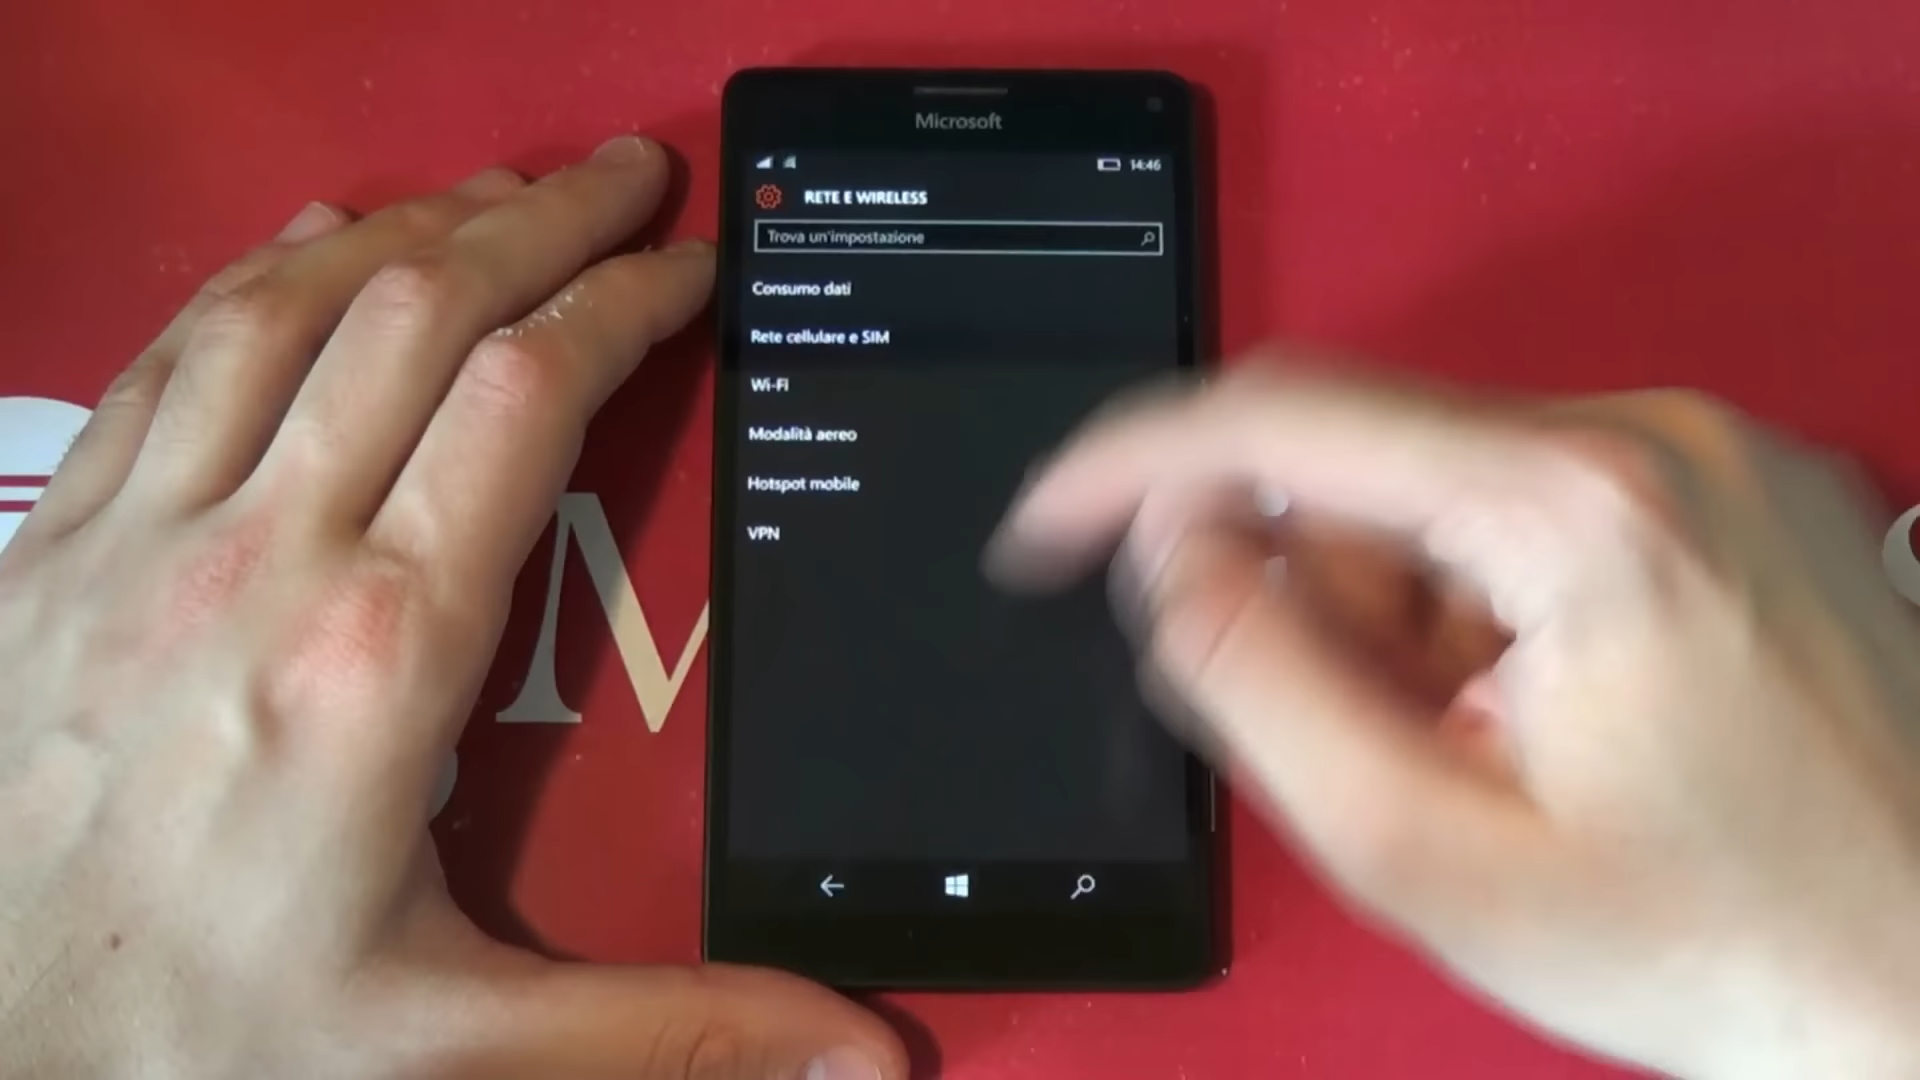 Microsoft
14:46
RETE E WIRELESS
Trova un'impostazione
Consumo dati
Rete cellulare e SIM
Wi-Fi
Modalità aereo
Hotspot mobile
VPN
M